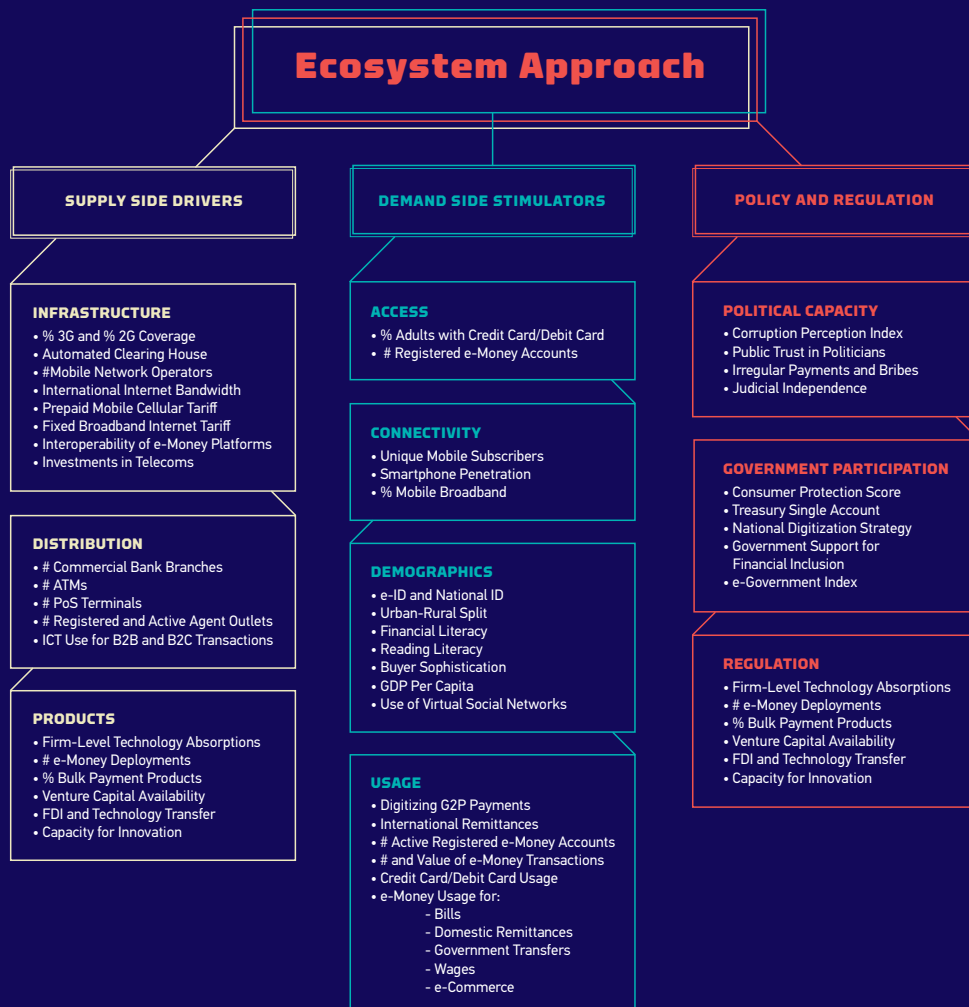 Ecosystem Approach
SUPPLY SIDE DRIVERS
INFRASTRUCTURE
• % 3G and % 2G Coverage
• Automated Clearing House
• #Mobile Network Operators
• International Internet Bandwidth
• Prepaid Mobile Cellular Tariff
• Fixed Broadband Internet Tariff
• Interoperability of e-Money Platforms
• Investments in Telecoms
DISTRIBUTION
• # Commercial Bank Branches
• # ATMs
• # PoS Terminals
• # Registered and Active Agent Outlets
• ICT Use for B2B and B2C Transactions
PRODUCTS
• Firm-Level Technology Absorptions
• # e-Money Deployments
• % Bulk Payment Products
• Venture Capital Availability
• FDI and Technology Transfer
• Capacity for Innovation
DEMAND SIDE STIMULATORS
ACCESS
• % Adults with Credit Card/Debit Card
• # Registered e-Money Accounts
CONNECTIVITY
• Unique Mobile Subscribers
• Smartphone Penetration
• % Mobile Broadband
DEMOGRAPHICS
• e-ID and National ID
• Urban-Rural Split
• Financial Literacy
• Reading Literacy
• Buyer Sophistication
• GDP Per Capita
• Use of Virtual Social Networks
USAGE
• Digitizing G2P Payments
• International Remittances
• # Active Registered e-Money Accounts
• # and Value of e-Money Transactions
• Credit Card/Debit Card Usage
• e-Money Usage for:
- Bills
- Domestic Remittances
- Government Transfers
- Wages
- e-Commerce
POLICY AND REGULATION
POLITICAL CAPACITY
• Corruption Perception Index
• Public Trust in Politicians
• Irregular Payments and Bribes
• Judicial Independence
GOVERNMENT PARTICIPATION
• Consumer Protection Score
• Treasury Single Account
• National Digitization Strategy
• Government Support for
Financial Inclusion
• e-Government Index
REGULATION
• Firm-Level Technology Absorptions
• # e-Money Deployments
• % Bulk Payment Products
• Venture Capital Availability
• FDI and Technology Transfer
• Capacity for Innovation